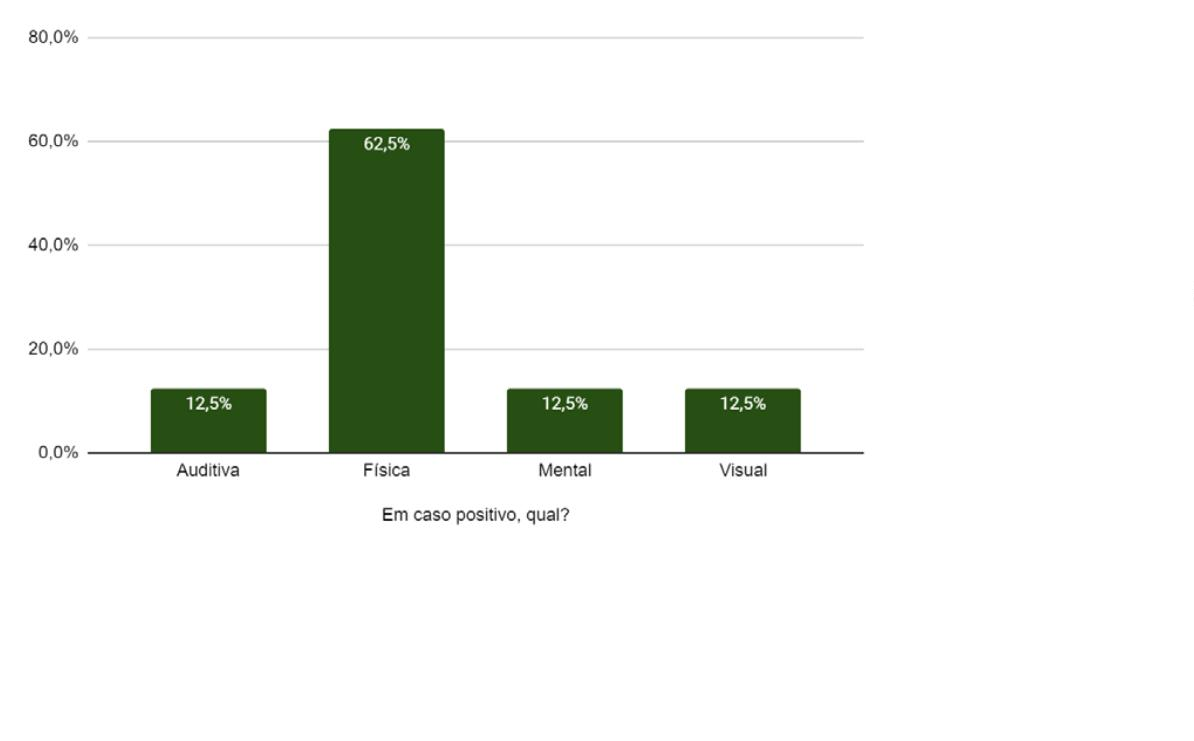 80,0%
60,0%
62,5%
40,0%
20,0%
12,5% 12,5% 12,5%
0,0%
Auditiva Física Mental Visual
Em caso positivo, qual?